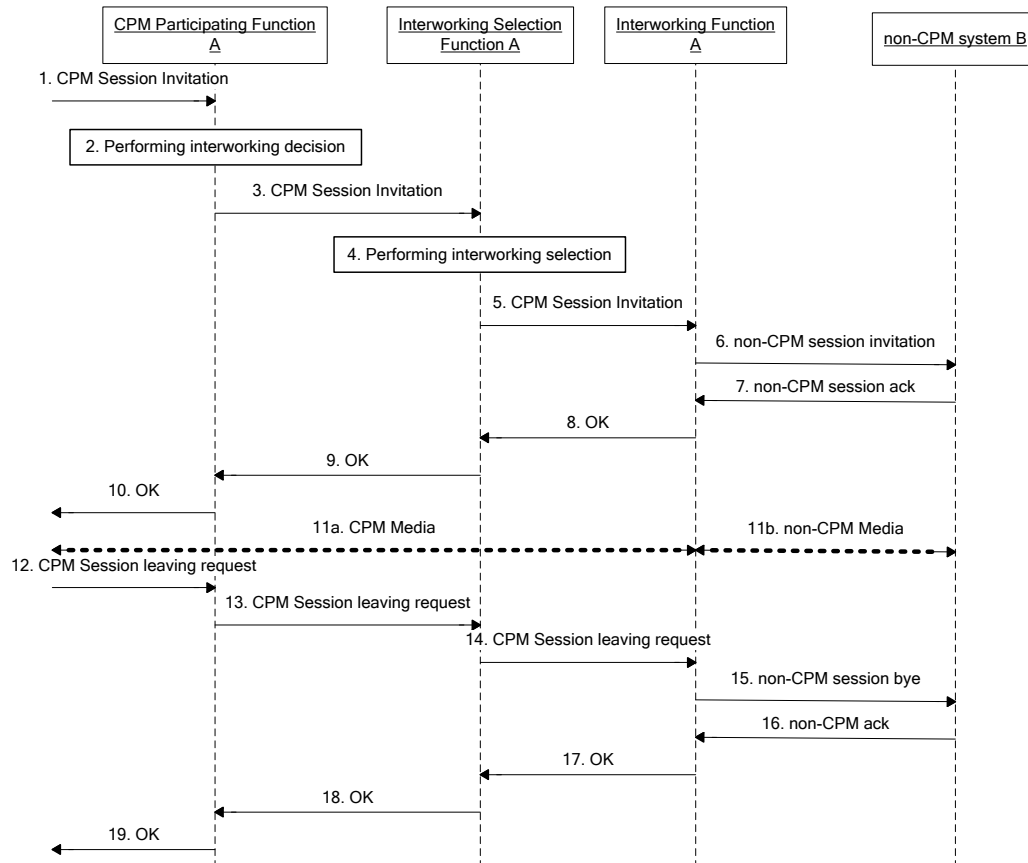 CPM Participating Function
A
Interworking Selection
Function A
Interworking Function
A
non-CPM system B
1. CPM Session Invitation
2. Performing interworking decision
3. CPM Session Invitation
4. Performing interworking selection
5. CPM Session Invitation
6. non-CPM session invitation
7. non-CPM session ack
8. OK
9. OK
10. OK
11a. CPM Media
11b. non-CPM Media
12. CPM Session leaving request
13. CPM Session leaving request
14. CPM Session leaving request
15. non-CPM session bye
16. non-CPM ack
17. OK
18. OK
19. OK